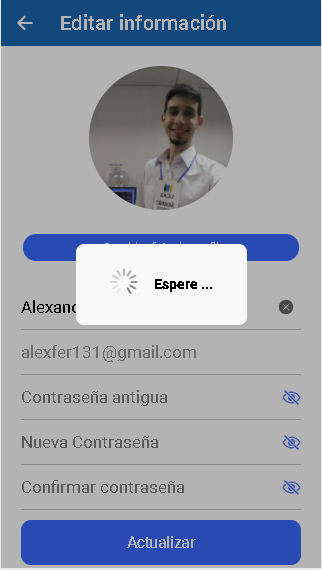 Editar información
Espere ...
alexfer131@gmail.com
Contraseña antigua
Nueva Contraseña
Confirmar contraseña
Actualizar